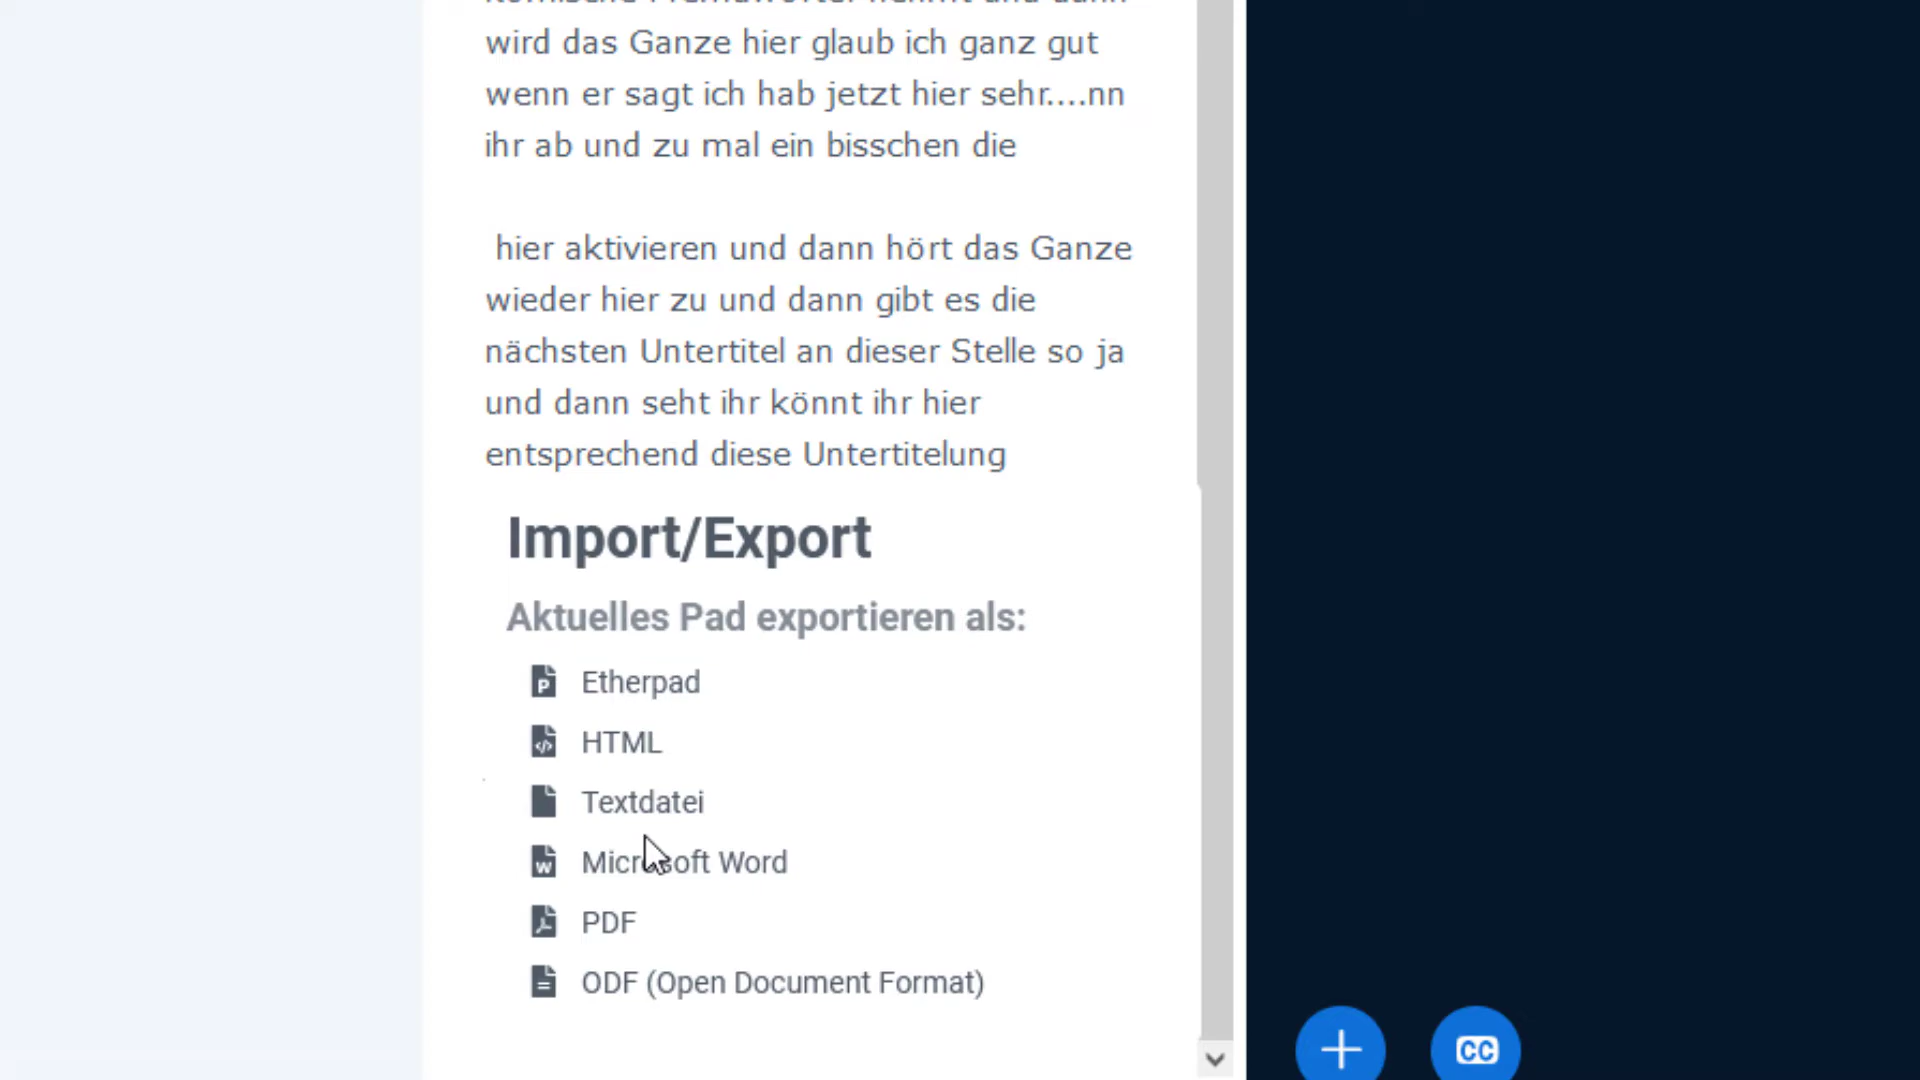 wird das Ganze hier glaub ich ganz gut
wenn er sagt ich hab jetzt hier sehr....nn
ihr ab und zu mal ein bisschen die
hier aktivieren und dann hört das Ganze
wieder hier zu und dann gibt es die
nächsten Untertitel an dieser Stelle so ja
und dann seht ihr könnt ihr hier
entsprechend diese Untertitelung
Import/Export
Aktuelles Pad exportieren als:
Etherpad
HTML
Textdatei
Microsoft Word
PDF
ODF (Open Document Format)
CC